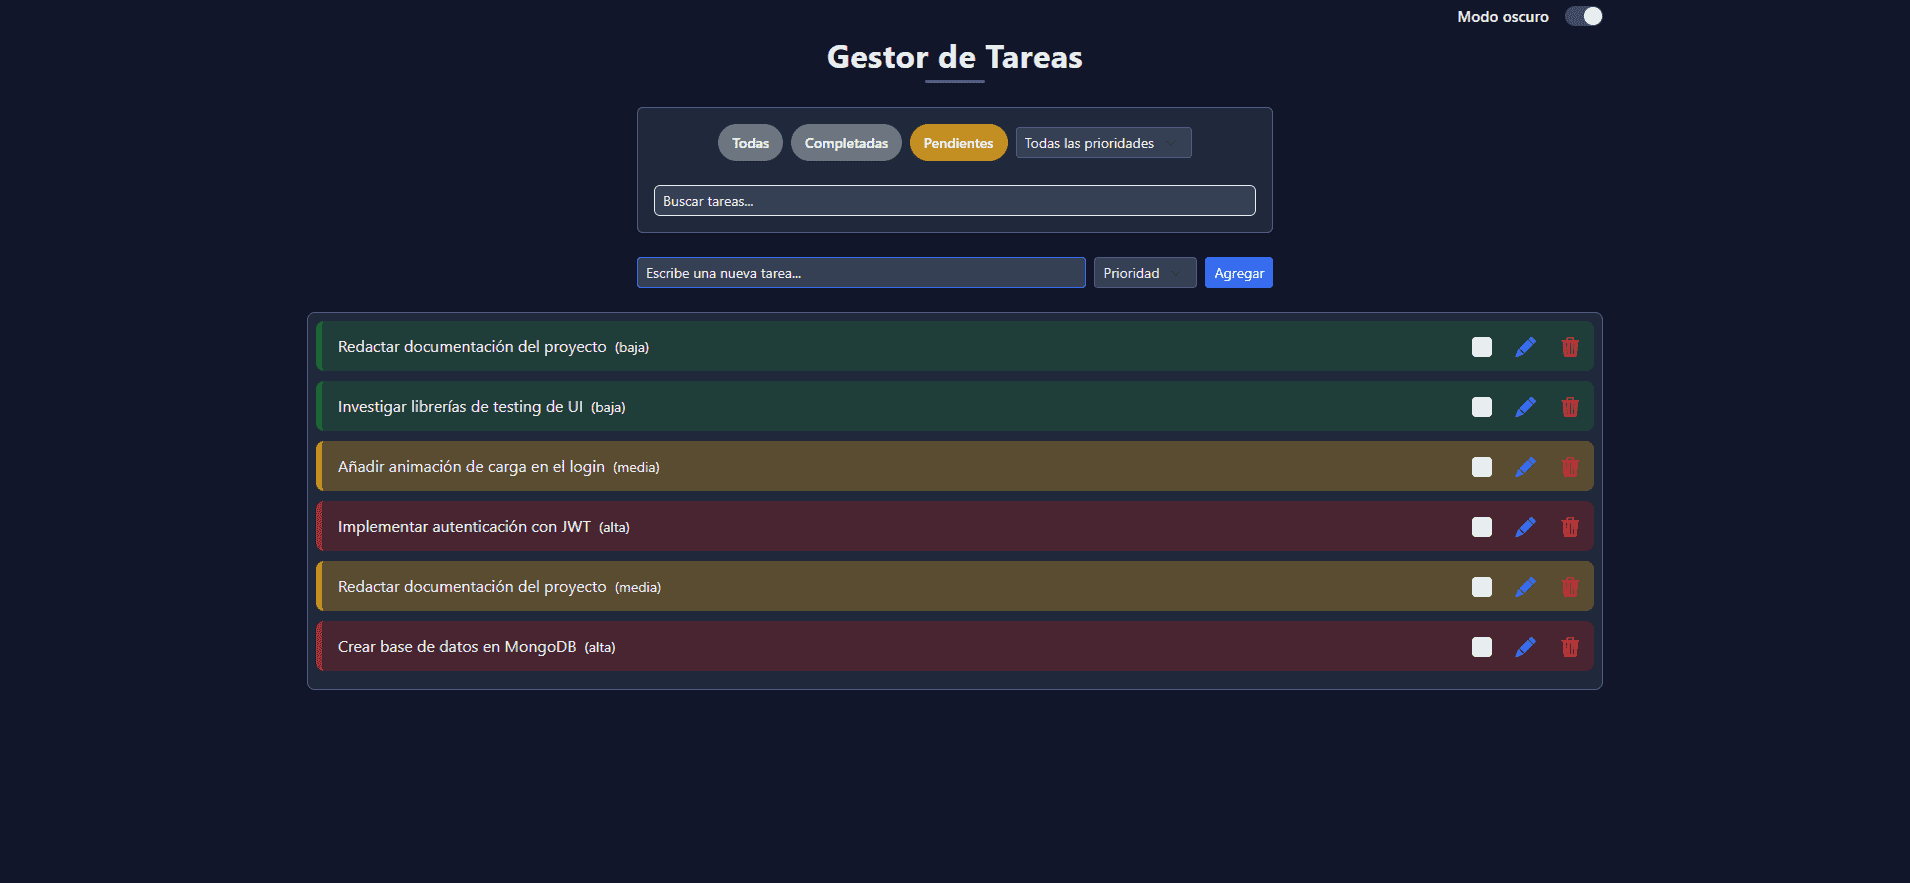 Modo oscuro
Gestor de Tareas
Todas Completadas Pendientes Todas las prioridades
Buscar tareas...
Escribe una nueva tarea... Prioridad Agregar
Redactar documentación del proyecto (baja)
Investigar librerías de testing de UI (baja)
Añadir animación de carga en el login (media)
Implementar autenticación con JWT (alta)
Redactar documentación del proyecto (media)
Crear base de datos en MongoDB (alta)